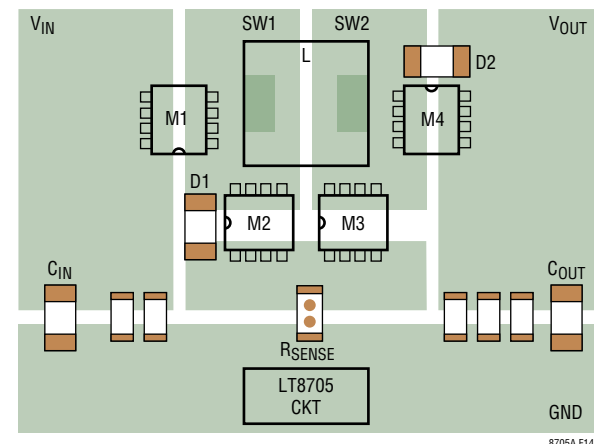 VIN SW1 SW2 VOUT
L
D2
M1 M4
D1
M2 M3
CIN COUT
RSENSE
LT8705
CKT
GND
8705A F14